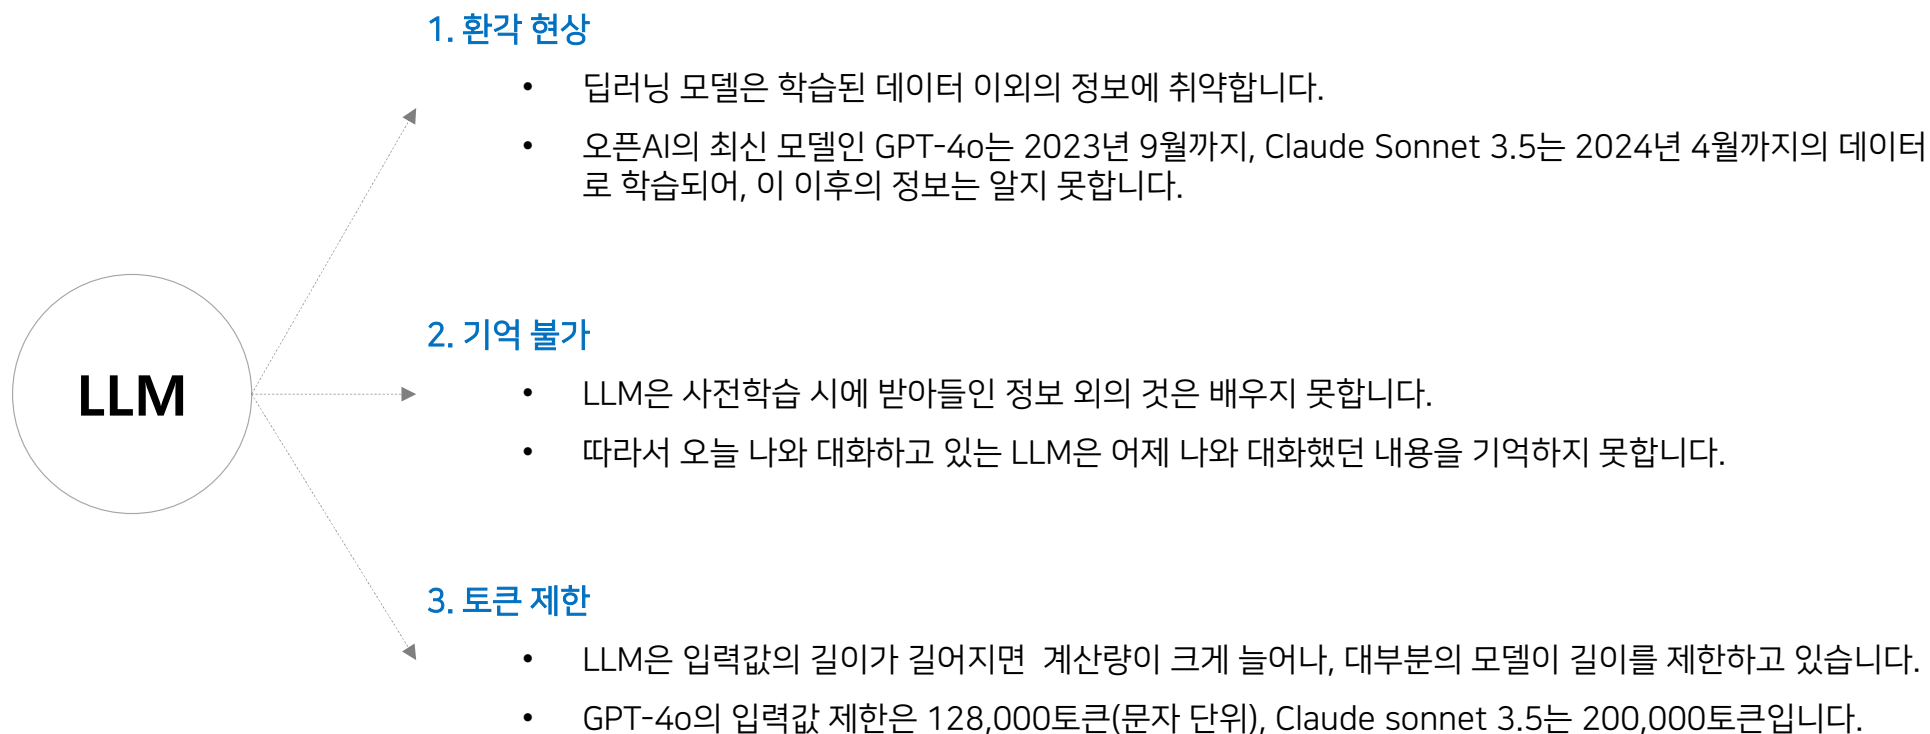 1. 환각 현상
• 딥러닝 모델은 학습된 데이터 이외의 정보에 취약합니다.
• 오픈AI의 최신 모델인 GPT-4o는 2023년 9월까지, Claude Sonnet 3.5는 2024년 4월까지의 데이터
로 학습되어, 이 이후의 정보는 알지 못합니다.
LLM
2. 기억 불가
• LLM은 사전학습 시에 받아들인 정보 외의 것은 배우지 못합니다.
• 따라서 오늘 나와 대화하고 있는 LLM은 어제 나와 대화했던 내용을 기억하지 못합니다.
3. 토큰 제한
• LLM은 입력값의 길이가 길어지면  계산량이 크게 늘어나, 대부분의 모델이 길이를 제한하고 있습니다.
• GPT-4o의 입력값 제한은 128,000토큰(문자 단위), Claude sonnet 3.5는 200,000토큰입니다.